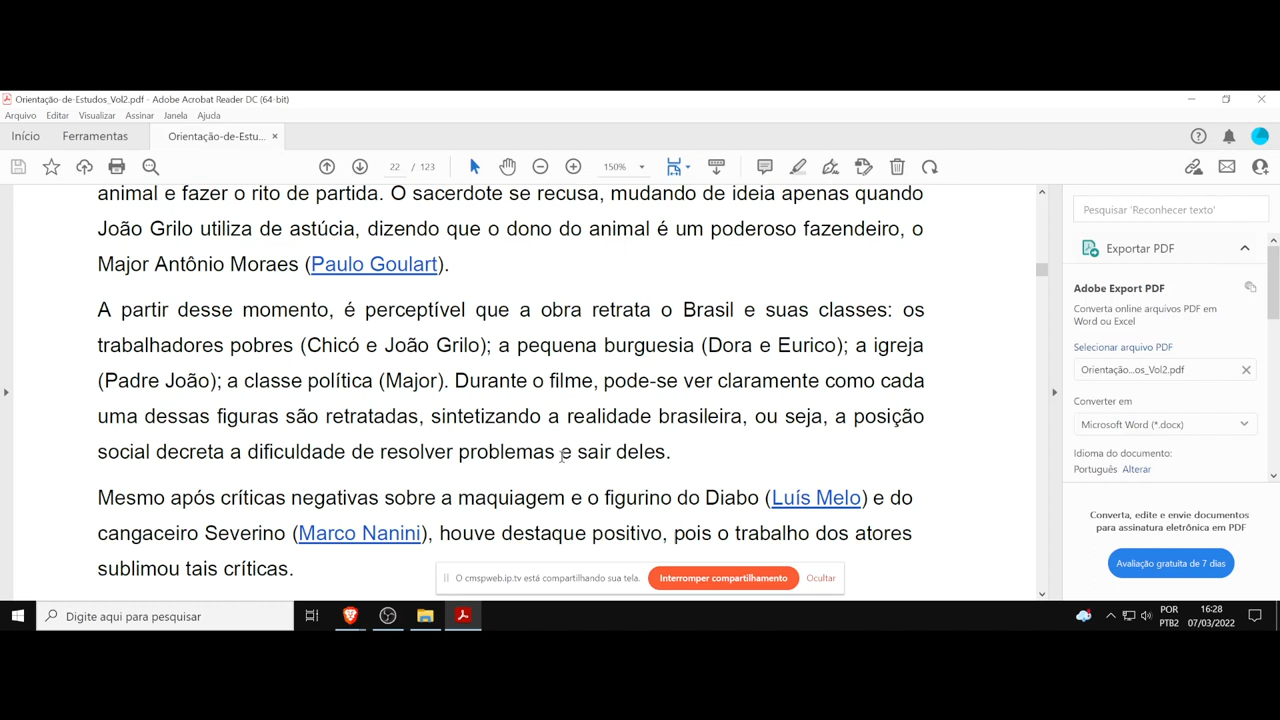 Orientação-de-Estudos_Vol2.pdf - Adobe Acrobat Reader DC (64-bit)
Arquivo Editar Visualizar Assinar Janela Ajuda
Início Ferramentas Orientação-de-Estu... ×
22 / 123 150%
animal e fazer o rito de partida. O sacerdote se recusa, mudando de ideia apenas quando
João Grilo utiliza de astúcia, dizendo que o dono do animal é um poderoso fazendeiro, o
Major Antônio Moraes (Paulo Goulart).
A partir desse momento, é perceptível que a obra retrata o Brasil e suas classes: os
trabalhadores pobres (Chicó e João Grilo); a pequena burguesia (Dora e Eurico); a igreja
(Padre João); a classe política (Major). Durante o filme, pode-se ver claramente como cada
uma dessas figuras são retratadas, sintetizando a realidade brasileira, ou seja, a posição
social decreta a dificuldade de resolver problemas e sair deles.
Mesmo após críticas negativas sobre a maquiagem e o figurino do Diabo (Luís Melo) e do
cangaceiro Severino (Marco Nanini), houve destaque positivo, pois o trabalho dos atores
sublimou tais críticas.
Pesquisar 'Reconhecer texto'
Exportar PDF
Adobe Export PDF
Converta online arquivos PDF em
Word ou Excel
Selecionar arquivo PDF
Orientação...os_Vol2.pdf
Converter em
Microsoft Word (*.docx)
Idioma do documento:
Português Alterar
Converta, edite e envie documentos
para assinatura eletrônica em PDF
Avaliação gratuita de 7 dias
O cmspweb.ip.tv está compartilhando sua tela. Interromper compartilhamento Ocultar
Digite aqui para pesquisar
POR
PTB2
16:28
07/03/2022